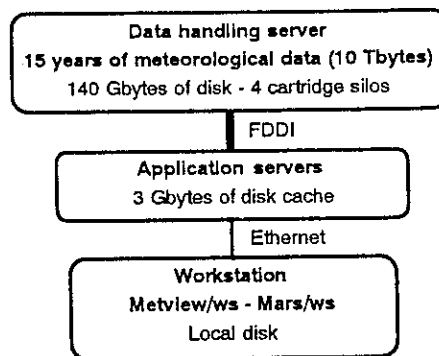 Data handling server
15 years of meteorological data (10 Tbytes)
140 Gbytes of disk - 4 cartridge silos
FDDI
Application servers
3 Gbytes of disk cache
Ethernet
Workstation
Metview/ws - Mars/ws
Local disk